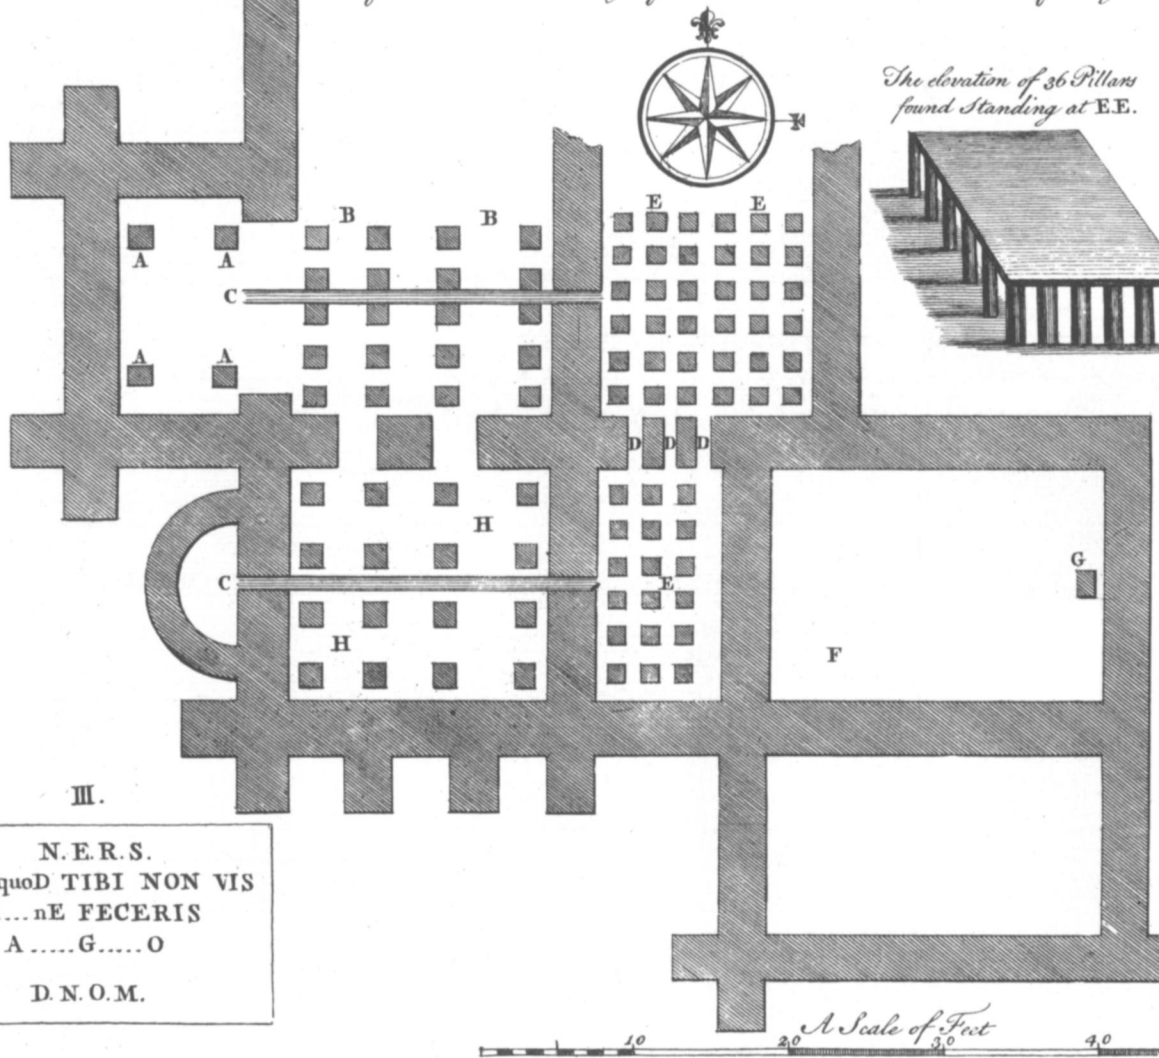 The elevation of 36 Pillars
found Standing at E.E.
E E
B B
A A
C
A A
D D D
H
G
C E
H F
III.
N.E.R.S.
quoD TIBI NON VIS
....nE FECERIS
A.....G.....O
D.N.O.M.
A Scale of Feet
10 20 30 40